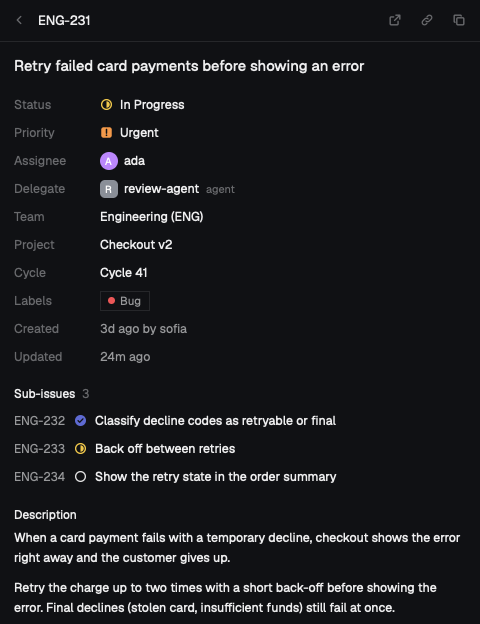 ENG-231
Retry failed card payments before showing an error
Status In Progress
Priority Urgent
Assignee A ada
Delegate R review-agent agent
Team Engineering (ENG)
Project Checkout v2
Cycle Cycle 41
Labels Bug
Created 3d ago by sofia
Updated 24m ago
Sub-issues 3
ENG-232 Classify decline codes as retryable or final
ENG-233 Back off between retries
ENG-234 Show the retry state in the order summary
Description
When a card payment fails with a temporary decline, checkout shows the error
right away and the customer gives up.
Retry the charge up to two times with a short back-off before showing the
error. Final declines (stolen card, insufficient funds) still fail at once.